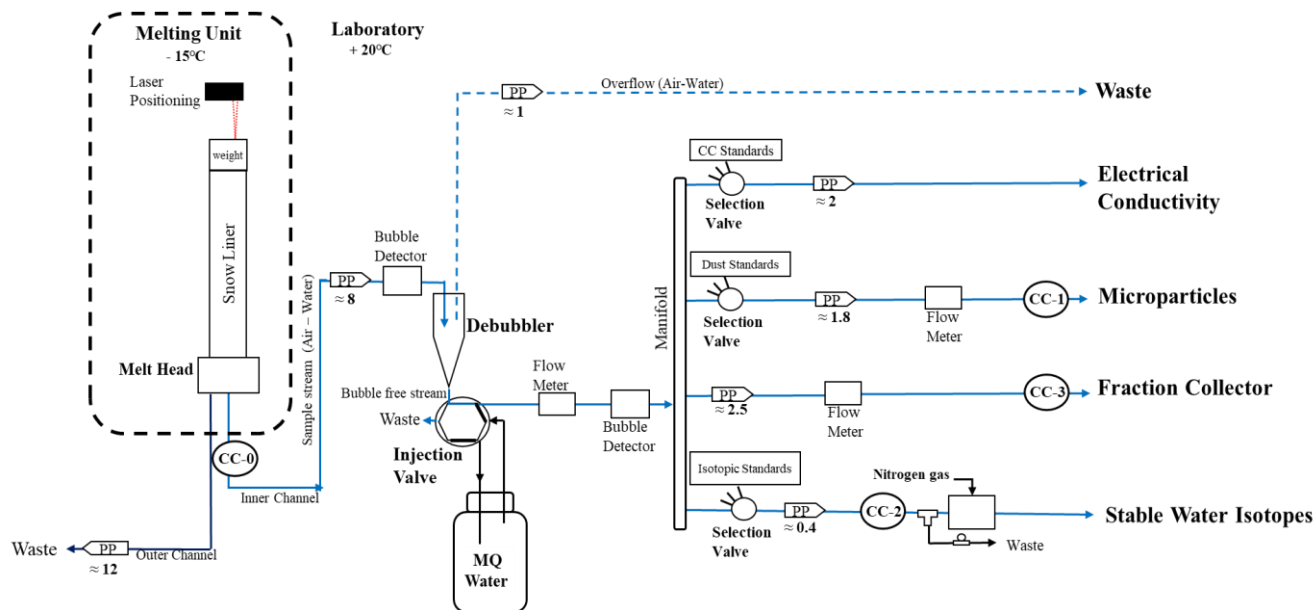 Melting Unit
- 15°C
Laser
Positioning
weight
Snow Liner
Melt Head
CC-0
Inner Channel
Outer Channel
PP
≈ 12
Waste
Laboratory
+ 20°C
Sample stream (Air – Water)
PP
≈ 8
Bubble
Detector
Debubbler
PP
≈ 1
Overflow (Air-Water)
Waste
Bubble free stream
Waste
Injection
Valve
MQ
Water
Flow
Meter
Bubble
Detector
Manifold
CC Standards
Selection
Valve
PP
≈ 2
Electrical
Conductivity
Dust Standards
Selection
Valve
PP
≈ 1.8
Flow
Meter
CC-1
Microparticles
PP
≈ 2.5
Flow
Meter
CC-3
Fraction Collector
Isotopic Standards
Selection
Valve
PP
≈ 0.4
CC-2
Nitrogen gas
Waste
Stable Water Isotopes